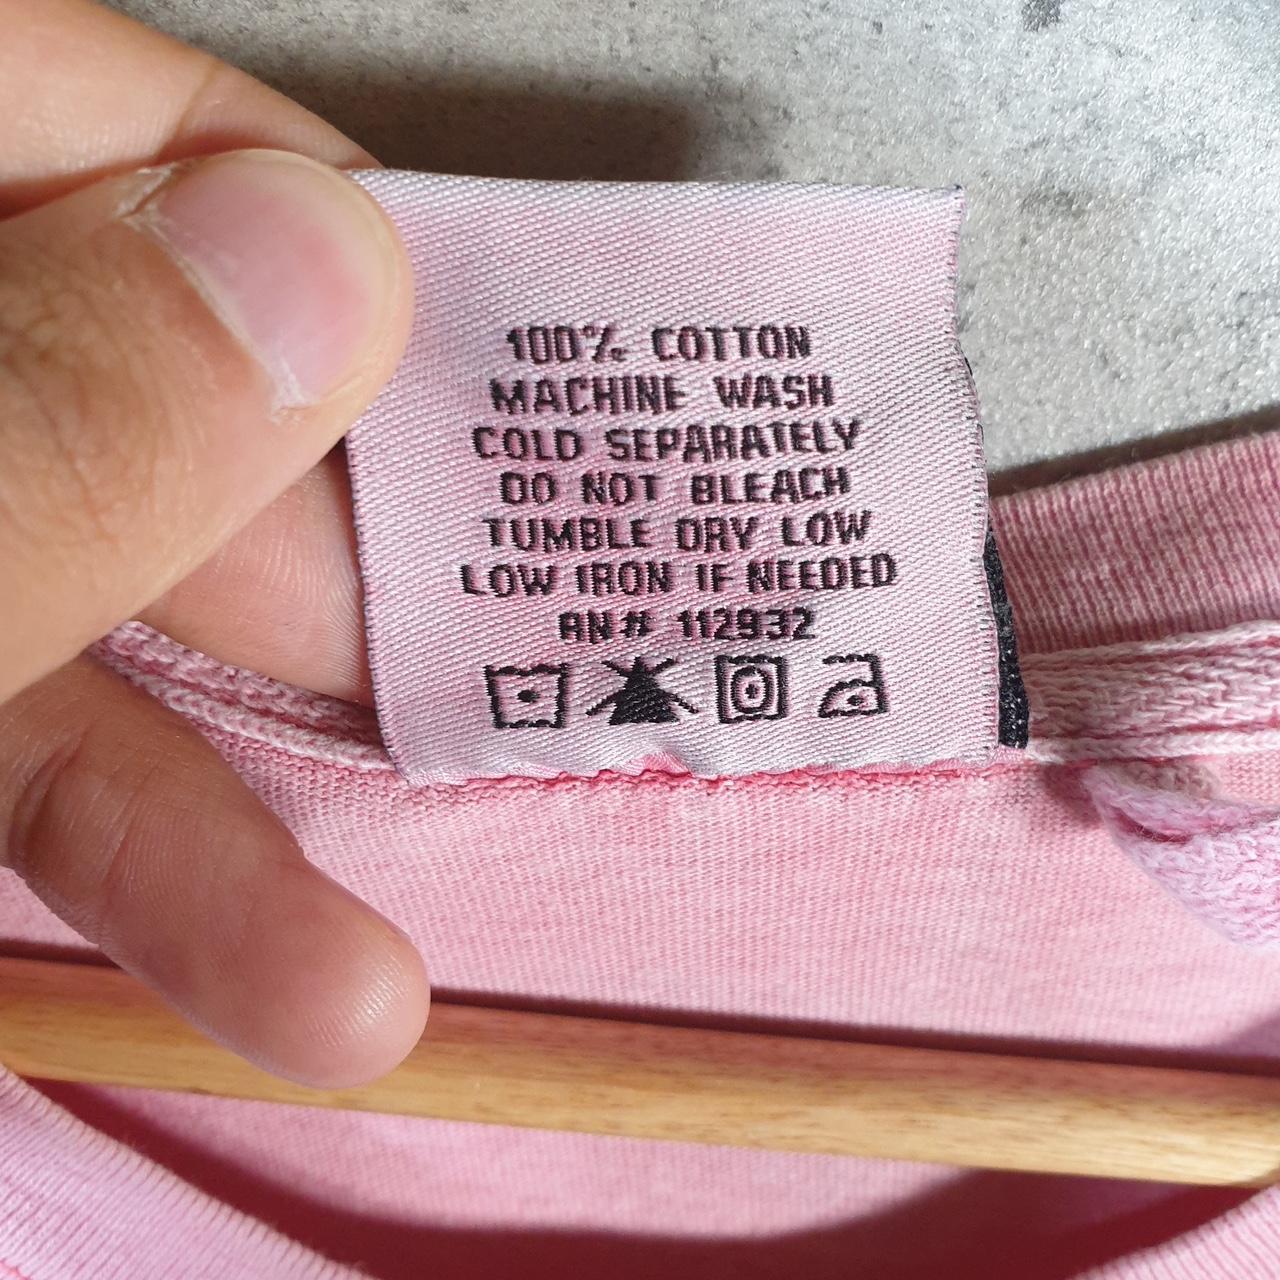 100% COTTON
MACHINE WASH
COLD SEPARATELY
DO NOT BLEACH
TUMBLE DRY LOW
LOW IRON IF NEEDED
RN# 112932